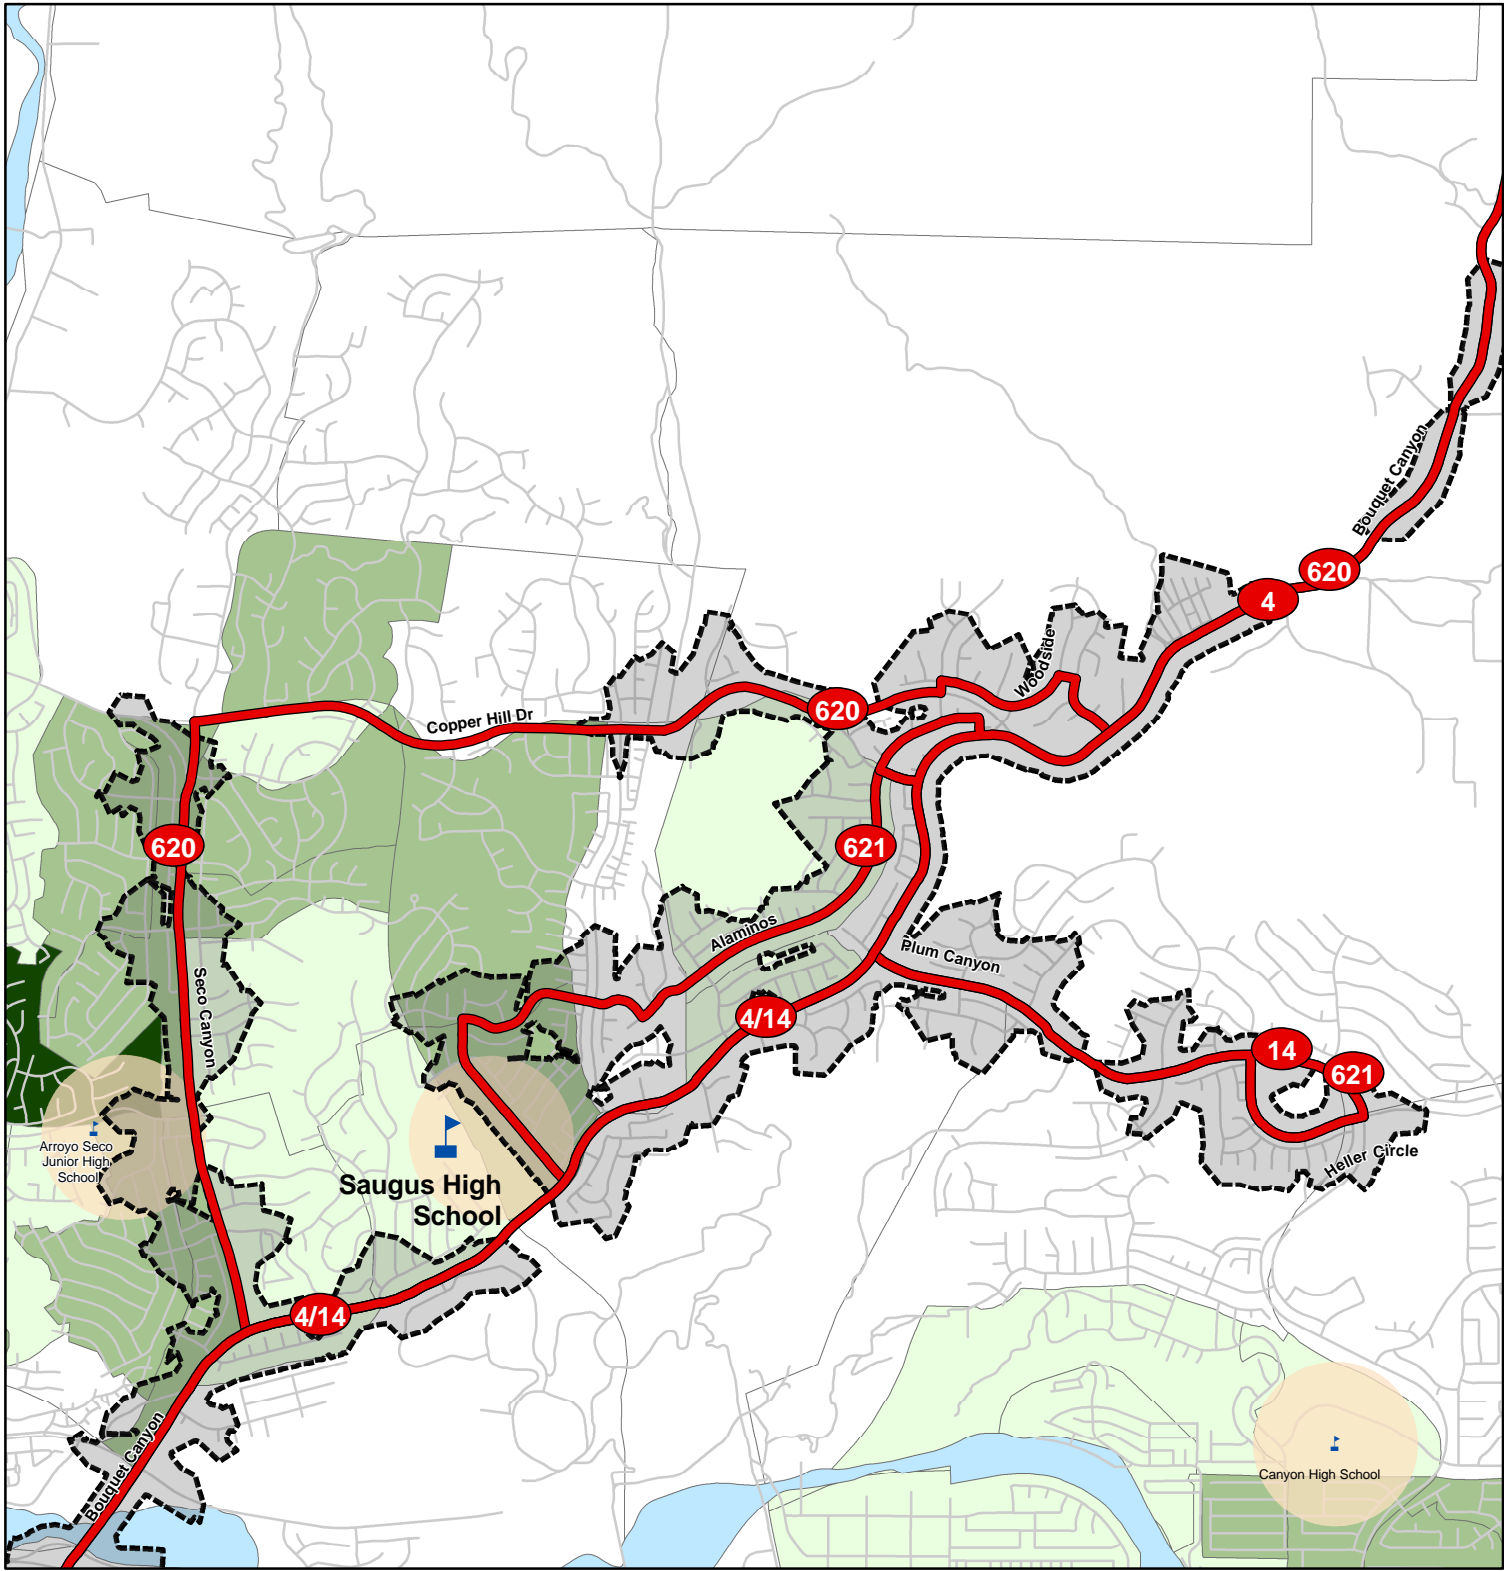 Bouquet Canyon
620
4
Woodside
620
Copper Hill Dr
620
621
Alaminos
Plum Canyon
Seco Canyon
4/14
14
621
Arroyo Seco
Junior High
School
Saugus High
School
Heller Circle
4/14
Bouquet Canyon
Canyon High School